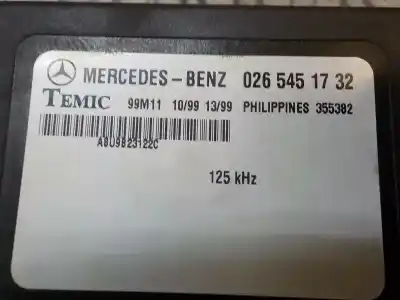 MERCEDES-BENZ 026 545 17 32
TEMIC 99M11 10/99 13/99 PHILIPPINES 355382
A8U9823122C
125 kHz